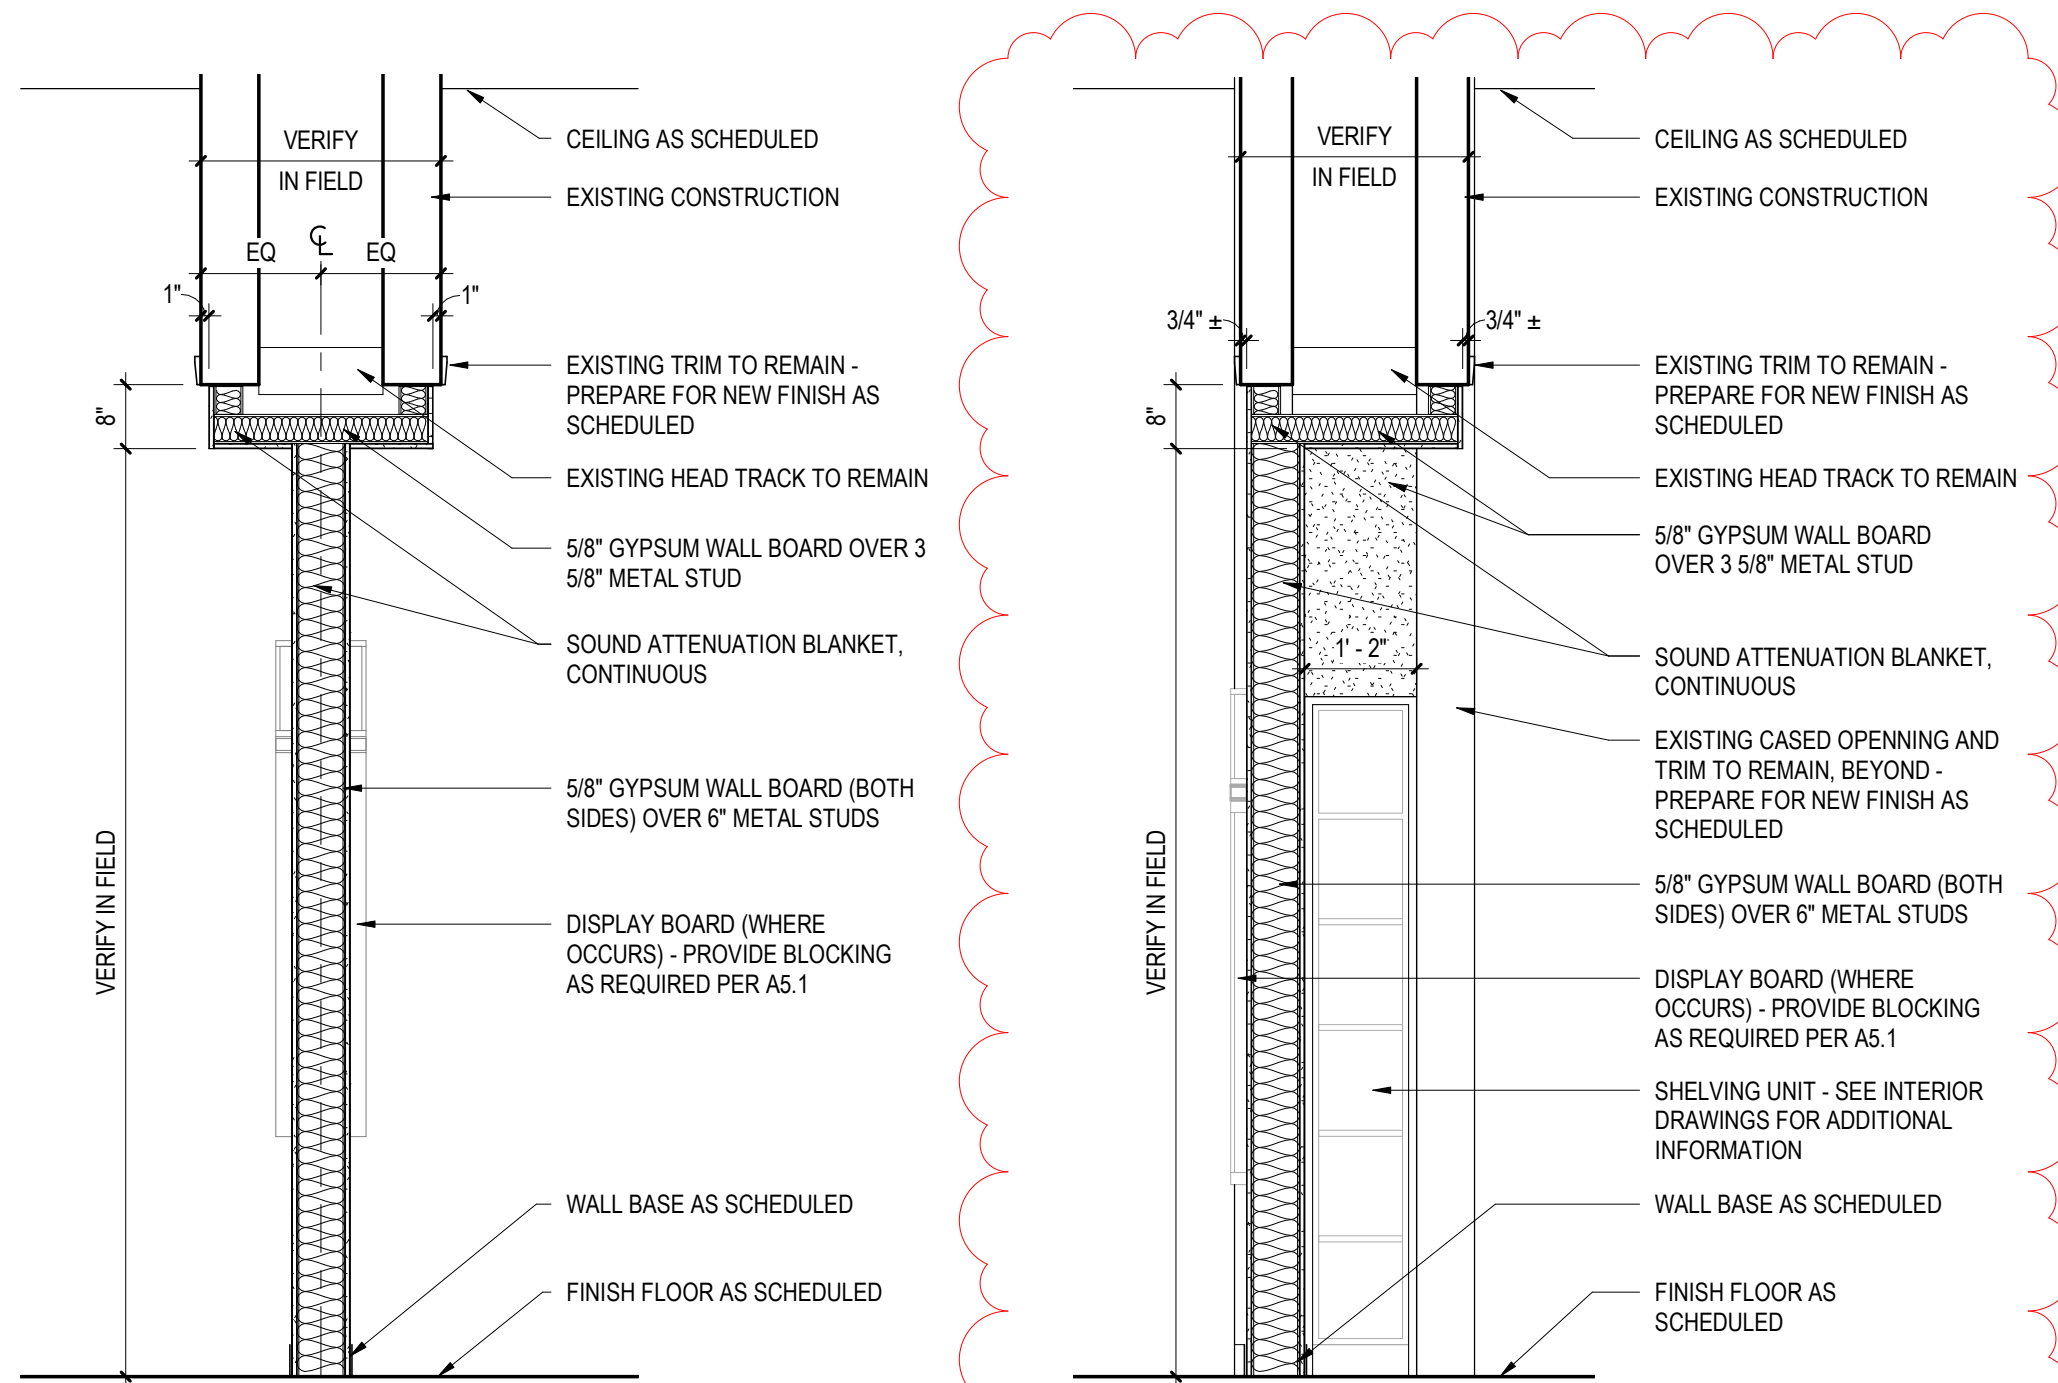 VERIFY
IN FIELD
EQ
EQ
1"
1"
8"
VERIFY IN FIELD
CEILING AS SCHEDULED
EXISTING CONSTRUCTION
EXISTING TRIM TO REMAIN -
PREPARE FOR NEW FINISH AS
SCHEDULED
EXISTING HEAD TRACK TO REMAIN
5/8" GYPSUM WALL BOARD OVER 3
5/8" METAL STUD
SOUND ATTENUATION BLANKET,
CONTINUOUS
5/8" GYPSUM WALL BOARD (BOTH
SIDES) OVER 6" METAL STUDS
DISPLAY BOARD (WHERE
OCCURS) - PROVIDE BLOCKING
AS REQUIRED PER A5.1
WALL BASE AS SCHEDULED
FINISH FLOOR AS SCHEDULED
VERIFY
IN FIELD
3/4" ±
3/4" ±
8"
1' - 2"
VERIFY IN FIELD
CEILING AS SCHEDULED
EXISTING CONSTRUCTION
EXISTING TRIM TO REMAIN -
PREPARE FOR NEW FINISH AS
SCHEDULED
EXISTING HEAD TRACK TO REMAIN
5/8" GYPSUM WALL BOARD
OVER 3 5/8" METAL STUD
SOUND ATTENUATION BLANKET,
CONTINUOUS
EXISTING CASED OPENNING AND
TRIM TO REMAIN, BEYOND -
PREPARE FOR NEW FINISH AS
SCHEDULED
5/8" GYPSUM WALL BOARD (BOTH
SIDES) OVER 6" METAL STUDS
DISPLAY BOARD (WHERE
OCCURS) - PROVIDE BLOCKING
AS REQUIRED PER A5.1
SHELVING UNIT - SEE INTERIOR
DRAWINGS FOR ADDITIONAL
INFORMATION
WALL BASE AS SCHEDULED
FINISH FLOOR AS
SCHEDULED